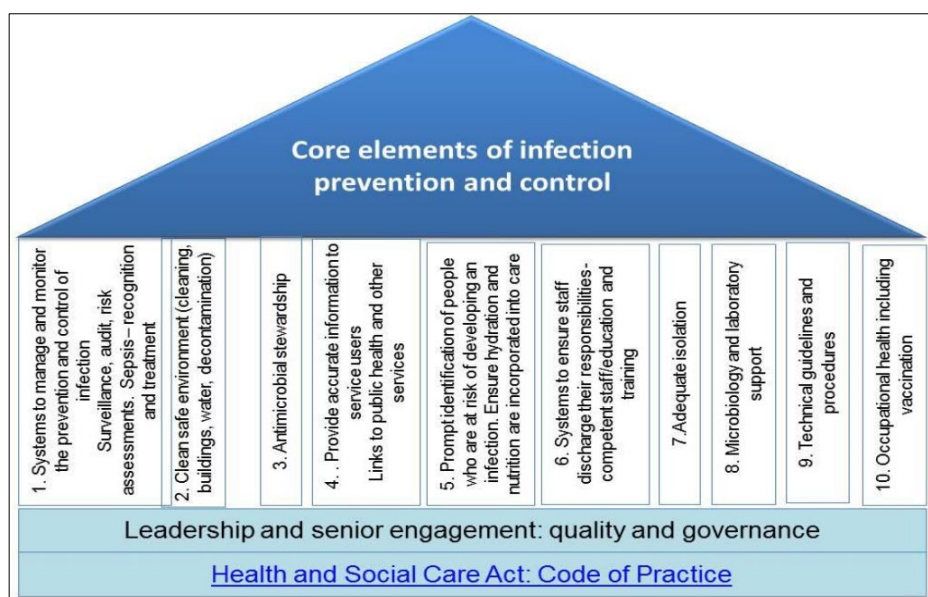 Core elements of infection
prevention and control
1. Systems to manage and monitor
the prevention and control of
infection
Surveillance, audit, risk
assessments. Sepsis – recognition
and treatment
2. Clean safe environment (cleaning,
buildings, water, decontamination)
3. Antimicrobial stewardship
4. . Provide accurate information to
service users
Links to public health and other
services
5. Prompt identification of people
who are at risk of developing an
infection. Ensure hydration and
nutrition are incorporated into care
6. Systems to ensure staff
discharge their responsibilities-
competent staff/education and
training
7.Adequate isolation
8. Microbiology and laboratory
support
9. Technical guidelines and
procedures
10. Occupational health including
vaccination
Leadership and senior engagement: quality and governance
Health and Social Care Act: Code of Practice